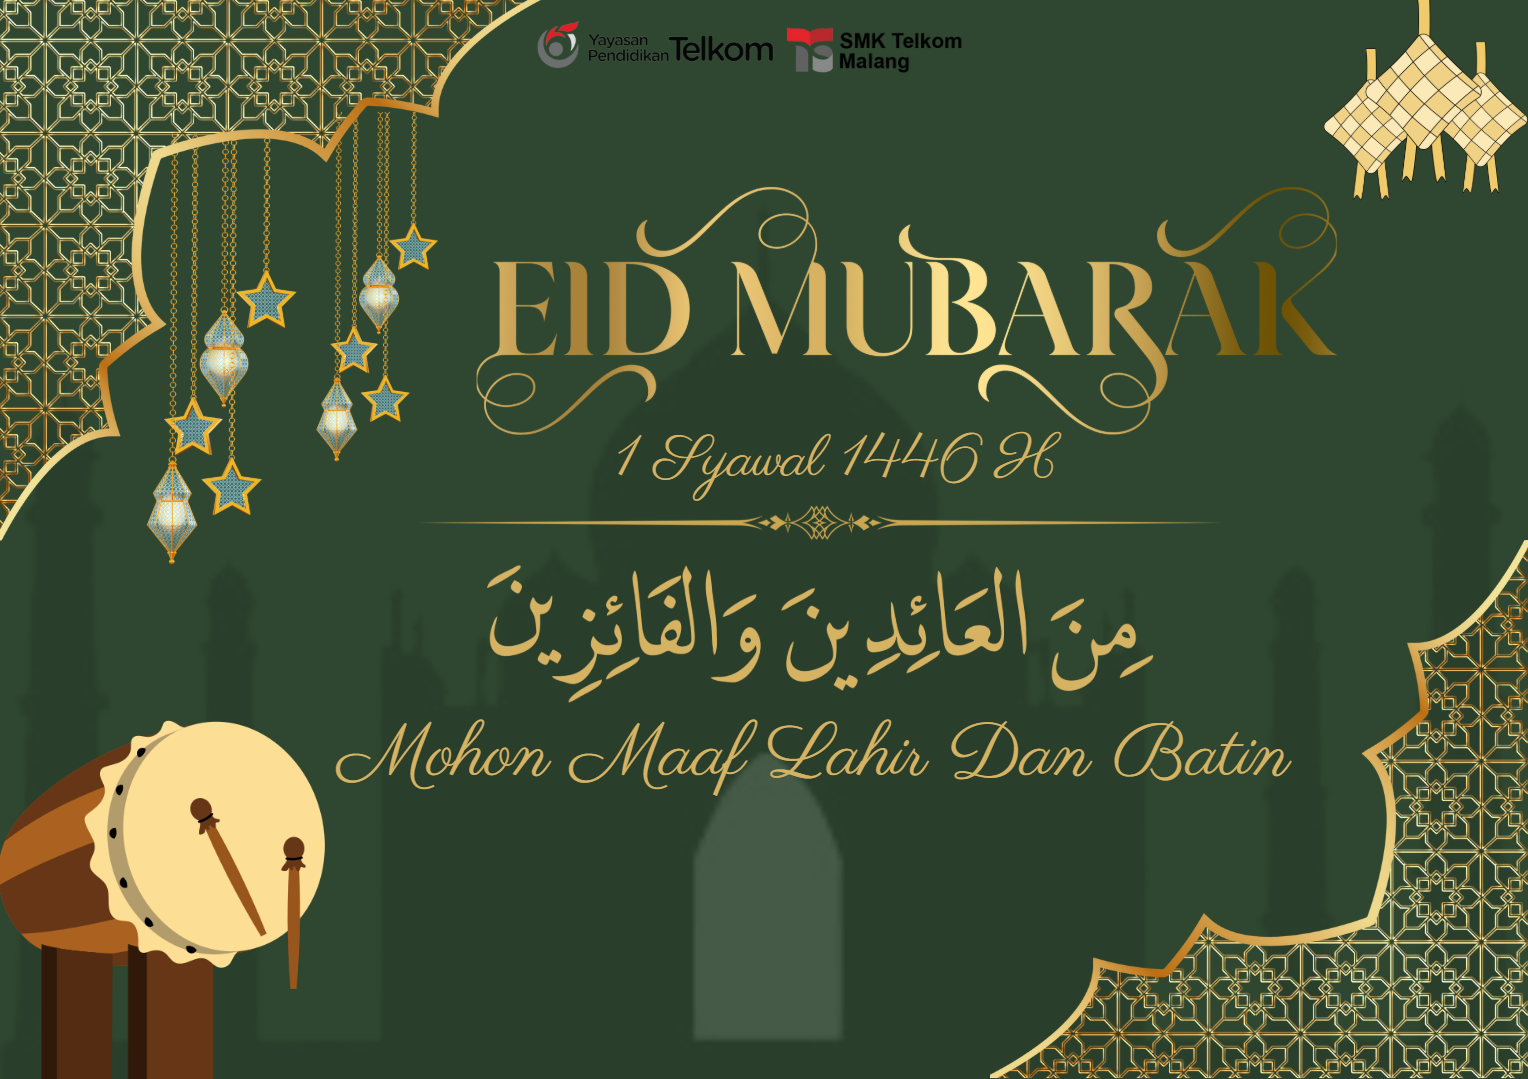 Yayasan
Pendidikan Telkom
SMK Telkom
Malang
EID MUBARAK
1 Syawal 1446 H
مِنَ العَائِدِينَ وَالفَائِزِينَ
Mohon Maaf Lahir Dan Batin